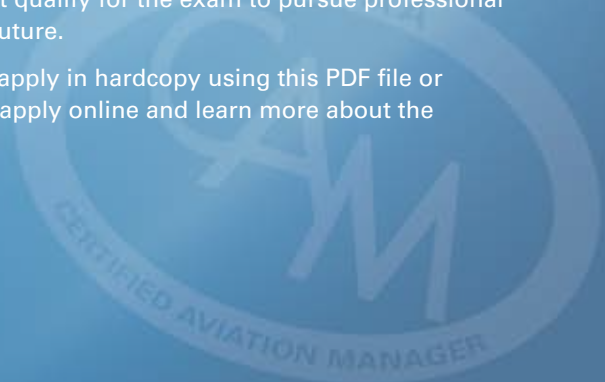 t qualify for the exam to pursue professional
uture.
apply in hardcopy using this PDF file or
apply online and learn more about the
CAM
CERTIFIED AVIATION MANAGER